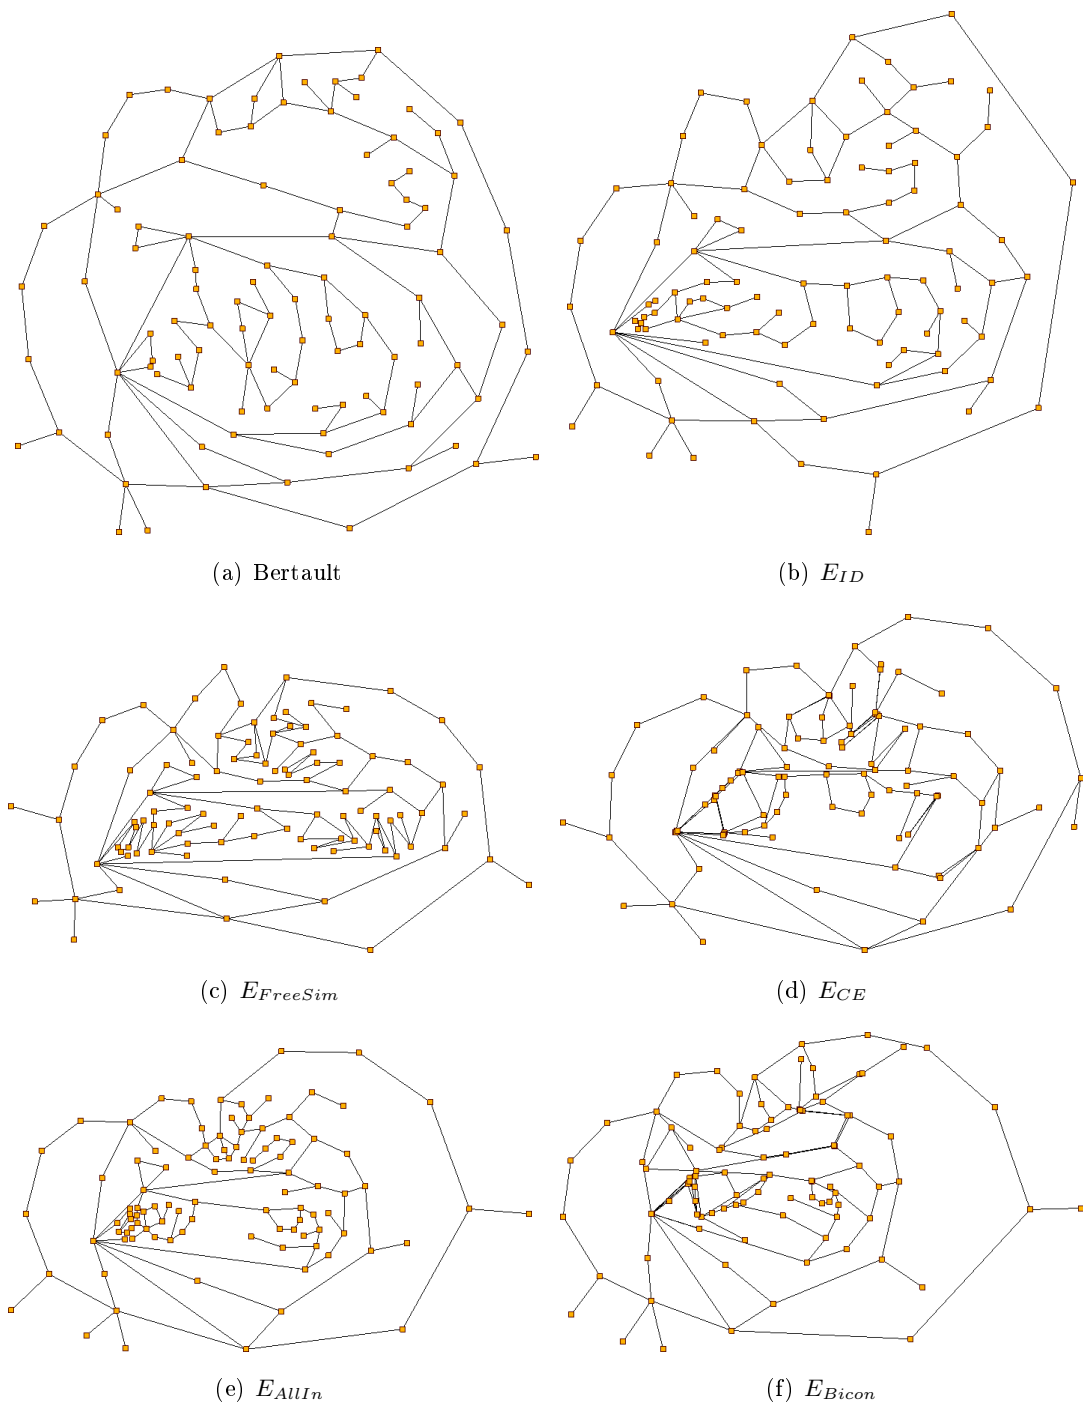 (a) Bertault
(b) E_{ID}
(c) E_{FreeSim}
(d) E_{CE}
(e) E_{AllIn}
(f) E_{Bicon}